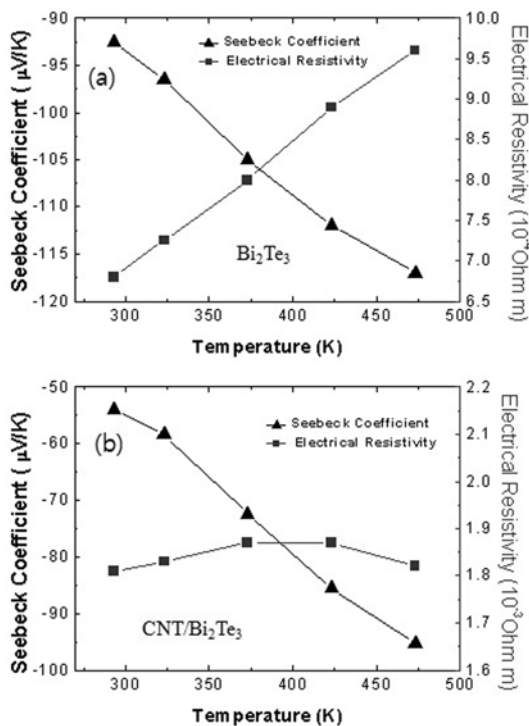 Seebeck Coefficient ( µV/K)
-90
-95
-100
-105
-110
-115
-120
(a)
Seebeck Coefficient
Electrical Resistivity
Bi₂Te₃
10.0
9.5
9.0
8.5
8.0
7.5
7.0
6.5
Electrical Resistivity (10⁻⁴Ohm m)
300 350 400 450 500
Temperature (K)
Seebeck Coefficient ( µV/K)
-50
-60
-70
-80
-90
-100
(b)
Seebeck Coefficient
Electrical Resistivity
CNT/Bi₂Te₃
2.2
2.1
2.0
1.9
1.8
1.7
1.6
Electrical Resistivity (10⁻³Ohm m)
300 350 400 450 500
Temperature (K)